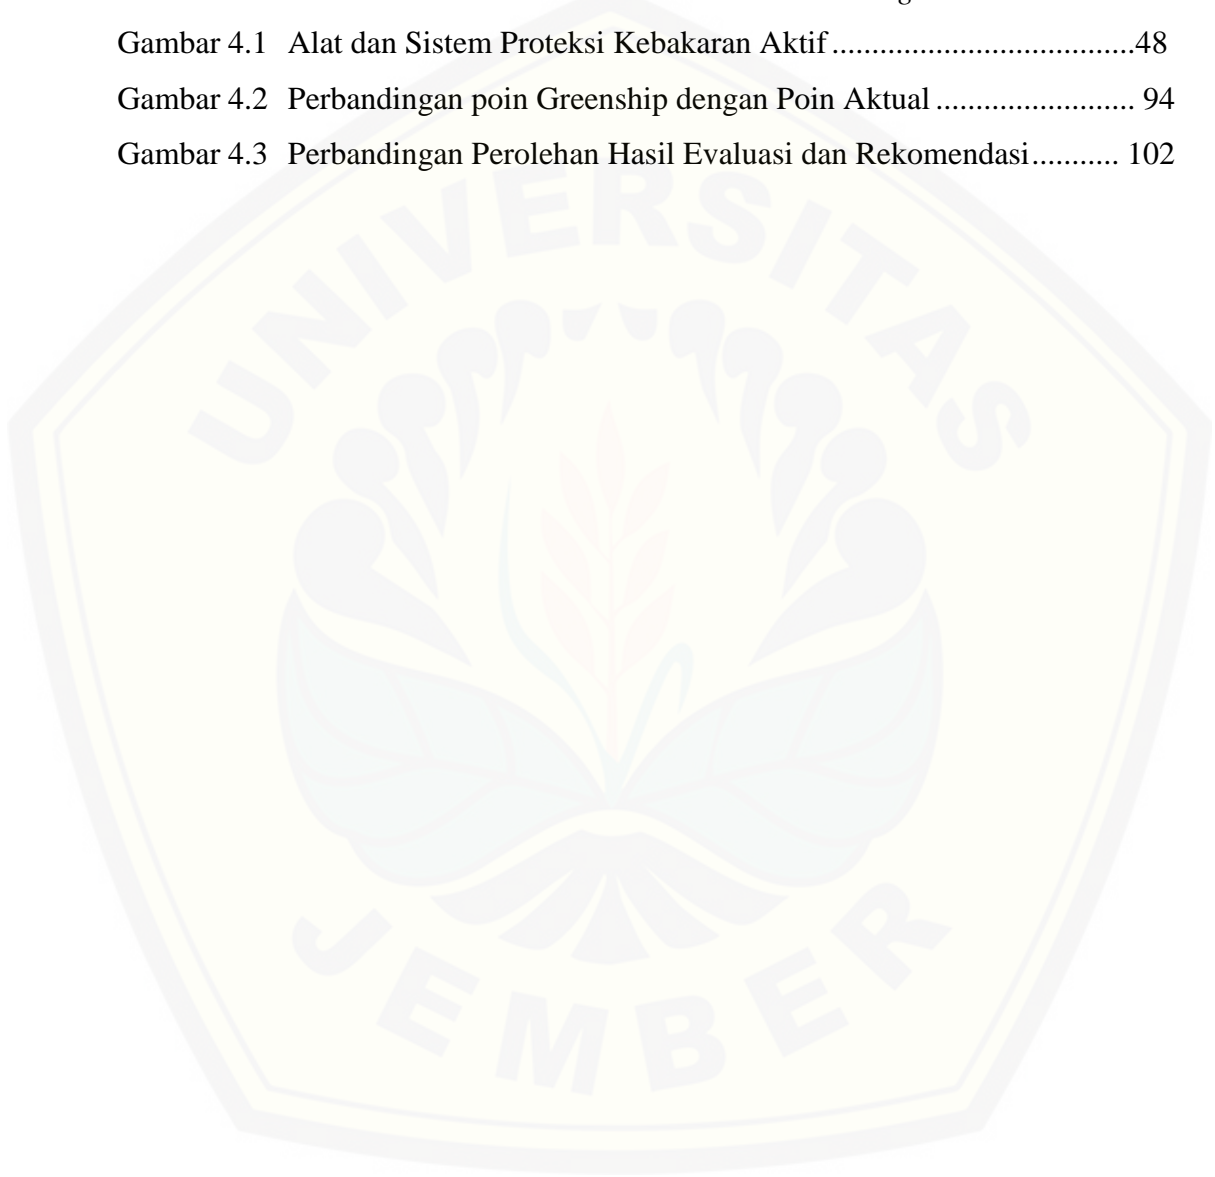 Gambar 4.1 Alat dan Sistem Proteksi Kebakaran Aktif......................................48
Gambar 4.2 Perbandingan poin Greenship dengan Poin Aktual ......................... 94
Gambar 4.3 Perbandingan Perolehan Hasil Evaluasi dan Rekomendasi........... 102
UNIVERSITAS
JEMBER